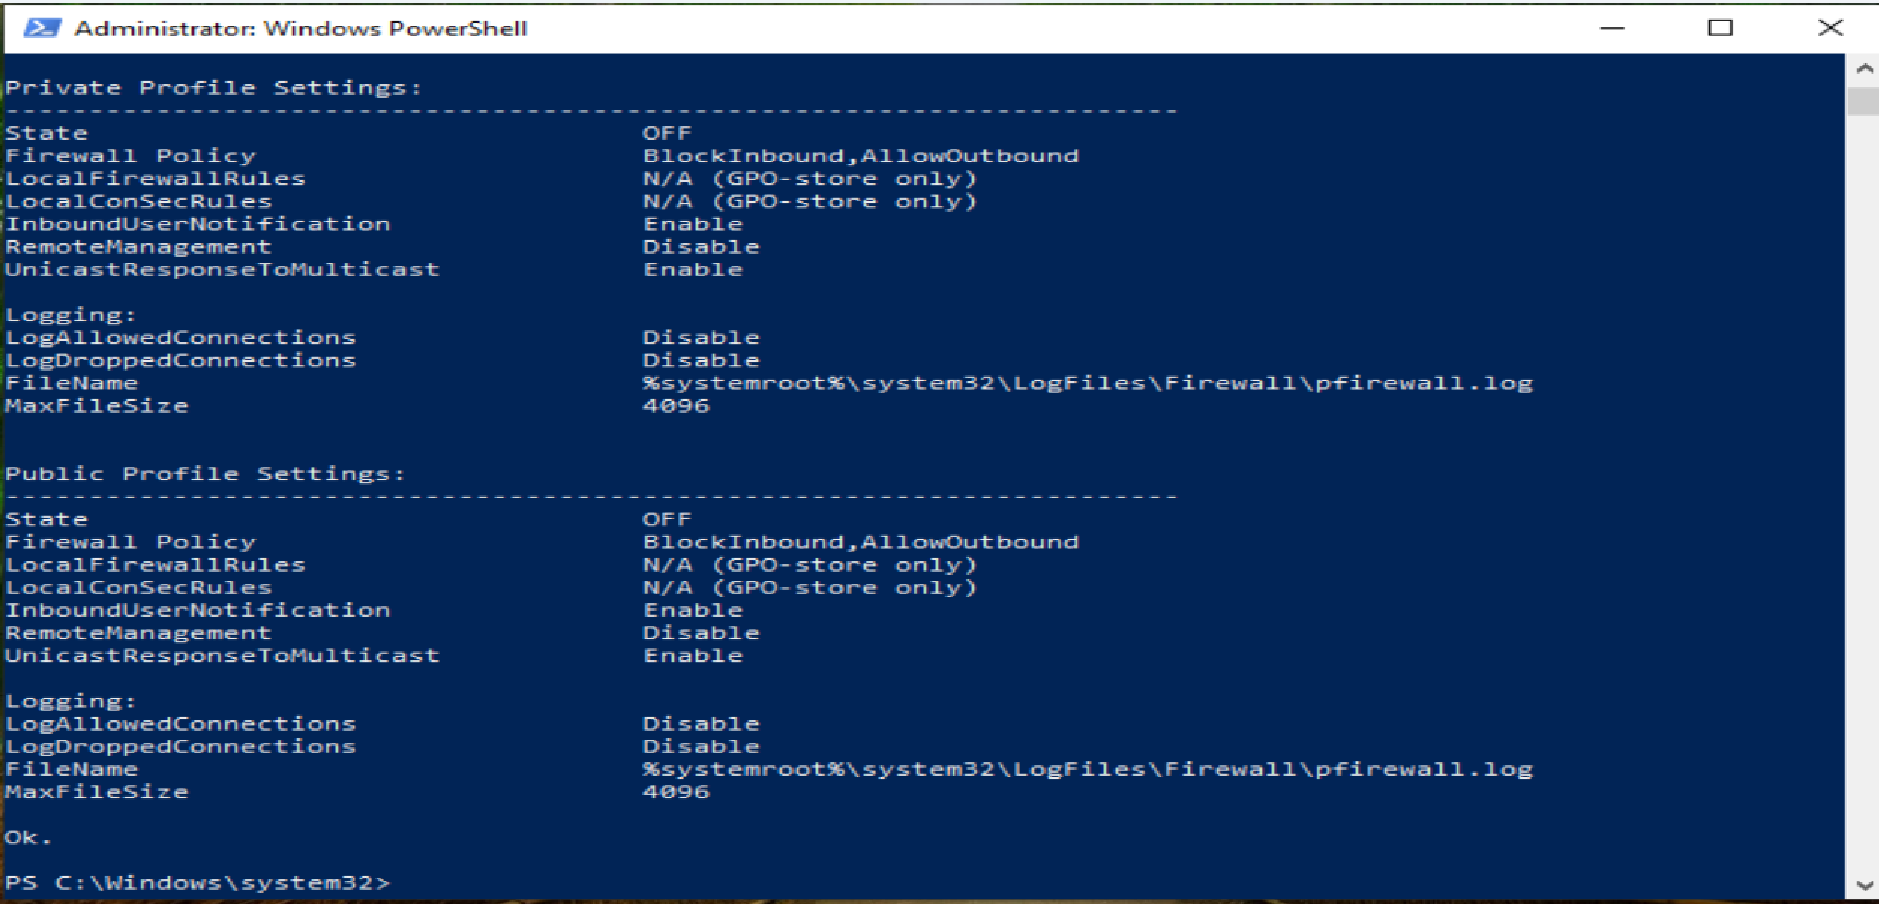 Administrator: Windows PowerShell
Private Profile Settings:
----------------------------------------------------------------------
State OFF
Firewall Policy BlockInbound,AllowOutbound
LocalFirewallRules N/A (GPO-store only)
LocalConSecRules N/A (GPO-store only)
InboundUserNotification Enable
RemoteManagement Disable
UnicastResponseToMulticast Enable
Logging:
LogAllowedConnections Disable
LogDroppedConnections Disable
FileName %systemroot%\system32\LogFiles\Firewall\pfirewall.log
MaxFileSize 4096
Public Profile Settings:
----------------------------------------------------------------------
State OFF
Firewall Policy BlockInbound,AllowOutbound
LocalFirewallRules N/A (GPO-store only)
LocalConSecRules N/A (GPO-store only)
InboundUserNotification Enable
RemoteManagement Disable
UnicastResponseToMulticast Enable
Logging:
LogAllowedConnections Disable
LogDroppedConnections Disable
FileName %systemroot%\system32\LogFiles\Firewall\pfirewall.log
MaxFileSize 4096
Ok.
PS C:\Windows\system32>